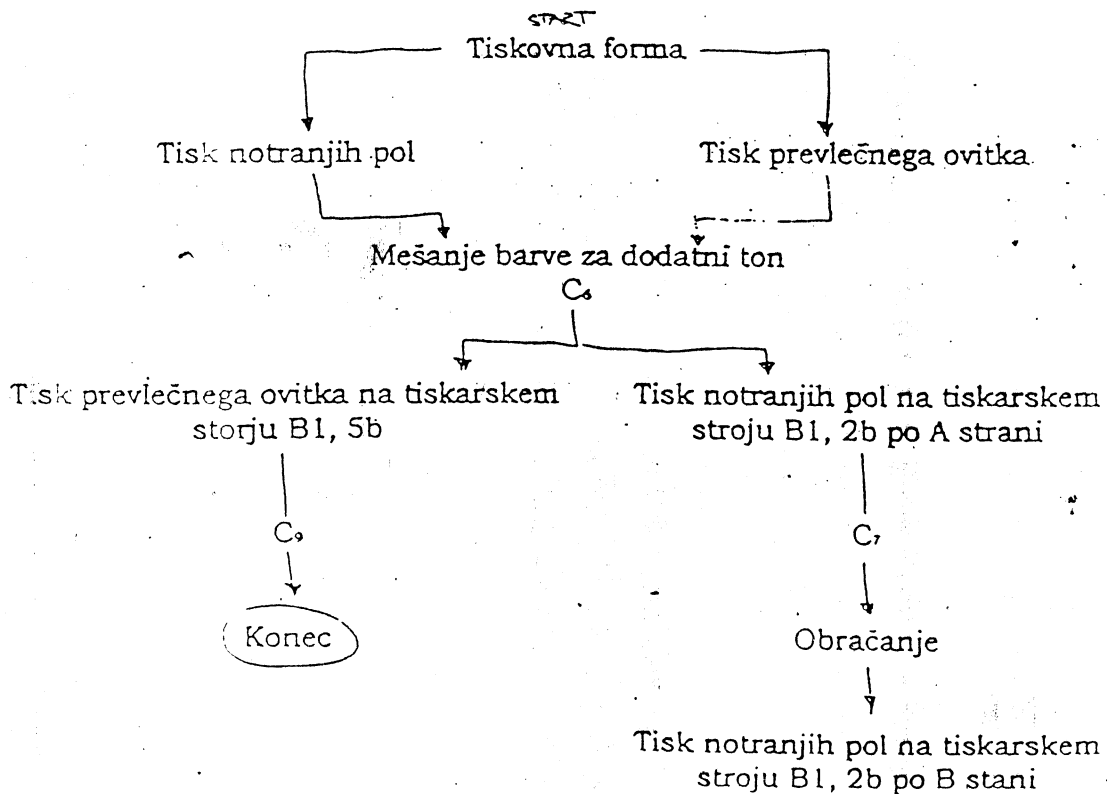 START
Tiskovna forma
Tisk notranjih pol
Tisk prevlečnega ovitka
Mešanje barve za dodatni ton
C₆
Tisk prevlečnega ovitka na tiskarskem
storju B1, 5b
Tisk notranjih pol na tiskarskem
stroju B1, 2b po A strani
C₉
C₇
Konec
Obračanje
Tisk notranjih pol na tiskarskem
stroju B1, 2b po B stani